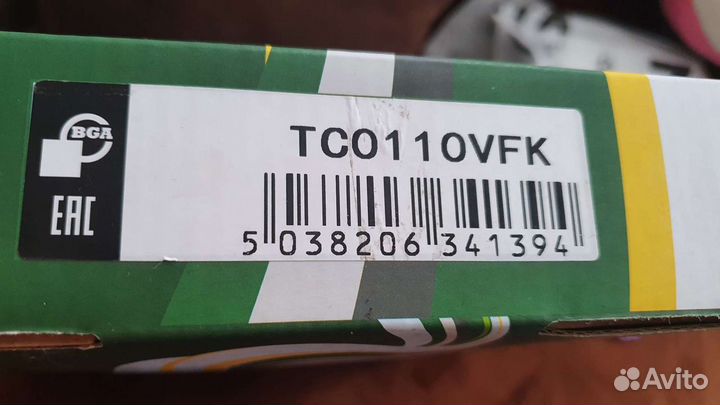 BGA
TC0110VFK
EAC
5 038206 341394
Avito